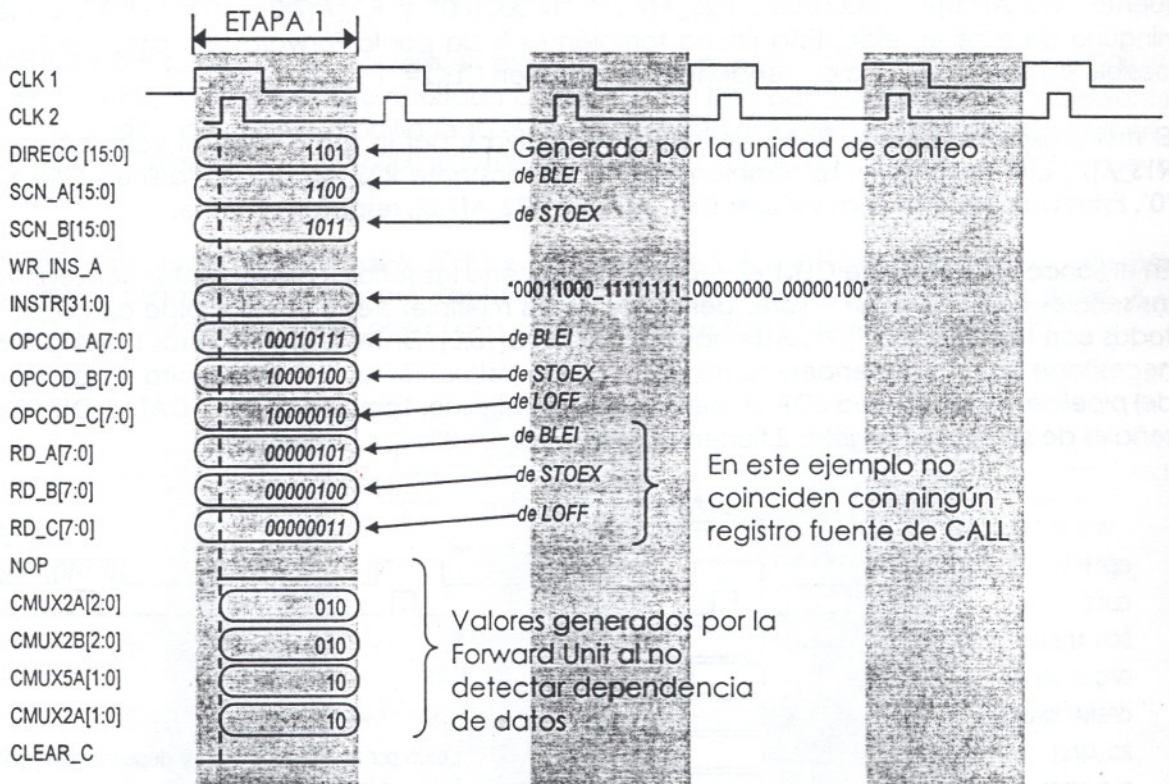 ETAPA 1
CLK 1
CLK 2
DIRECC [15:0] 1101 Generada por la unidad de conteo
SCN_A[15:0] 1100 de BLEI
SCN_B[15:0] 1011 de STOEX
WR_INS_A
INSTR[31:0] "00011000_11111111_00000000_00000100"
OPCOD_A[7:0] 00010111 de BLEI
OPCOD_B[7:0] 10000100 de STOEX
OPCOD_C[7:0] 10000010 de LOFF
RD_A[7:0] 00000101 de BLEI
RD_B[7:0] 00000100 de STOEX
RD_C[7:0] 00000011 de LOFF
En este ejemplo no
coinciden con ningún
registro fuente de CALL
NOP
CMUX2A[2:0] 010
CMUX2B[2:0] 010
CMUX5A[1:0] 10
CMUX2A[1:0] 10
Valores generados por la
Forward Unit al no
detectar dependencia
de datos
CLEAR_C